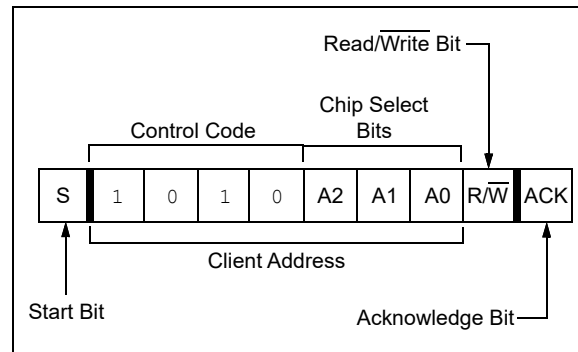 Read/Write Bit
Chip Select
Bits
Control Code
S 1 0 1 0 A2 A1 A0 R/W ACK
Client Address
Start Bit
Acknowledge Bit